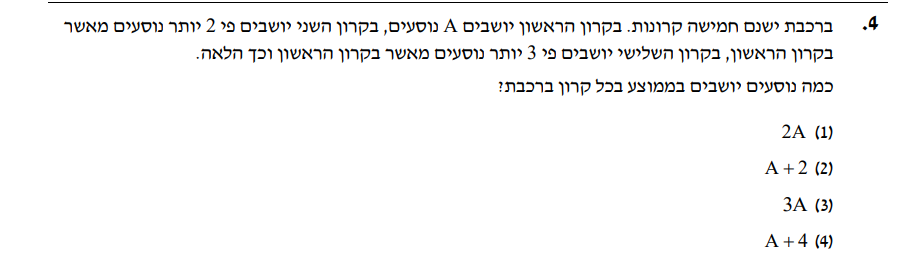 4. ברכבת ישנם חמישה קרונות. בקרון הראשון יושבים A נוסעים, בקרון השני יושבים פי 2 יותר נוסעים מאשר
בקרון הראשון, בקרון השלישי יושבים פי 3 יותר נוסעים מאשר בקרון הראשון וכך הלאה.
כמה נוסעים יושבים בממוצע בכל קרון ברכבת?
(1) 2A
(2) A + 2
(3) 3A
(4) A + 4